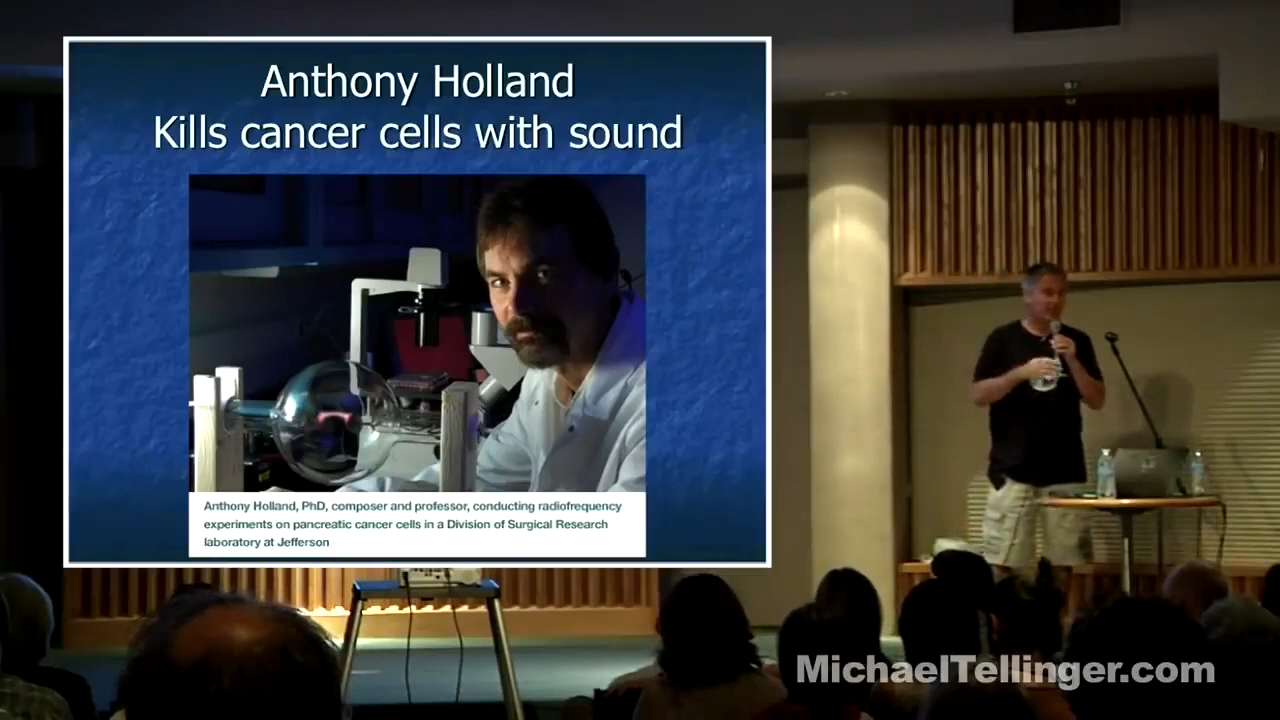 Anthony Holland
Kills cancer cells with sound
Anthony Holland, PhD, composer and professor, conducting radiofrequency
experiments on pancreatic cancer cells in a Division of Surgical Research
laboratory at Jefferson
MichaelTellinger.com